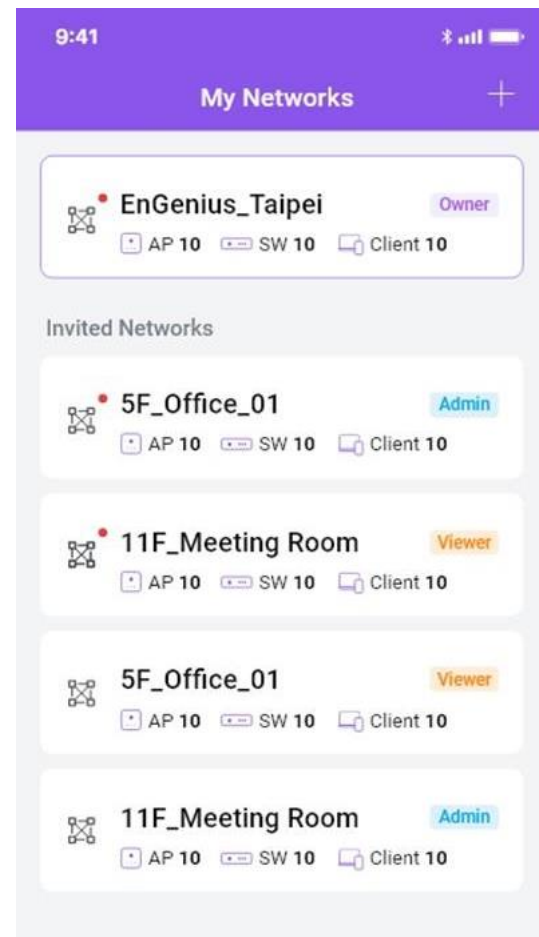 9:41
My Networks
EnGenius_Taipei Owner
AP 10 SW 10 Client 10
Invited Networks
5F_Office_01 Admin
AP 10 SW 10 Client 10
11F_Meeting Room Viewer
AP 10 SW 10 Client 10
5F_Office_01 Viewer
AP 10 SW 10 Client 10
11F_Meeting Room Admin
AP 10 SW 10 Client 10